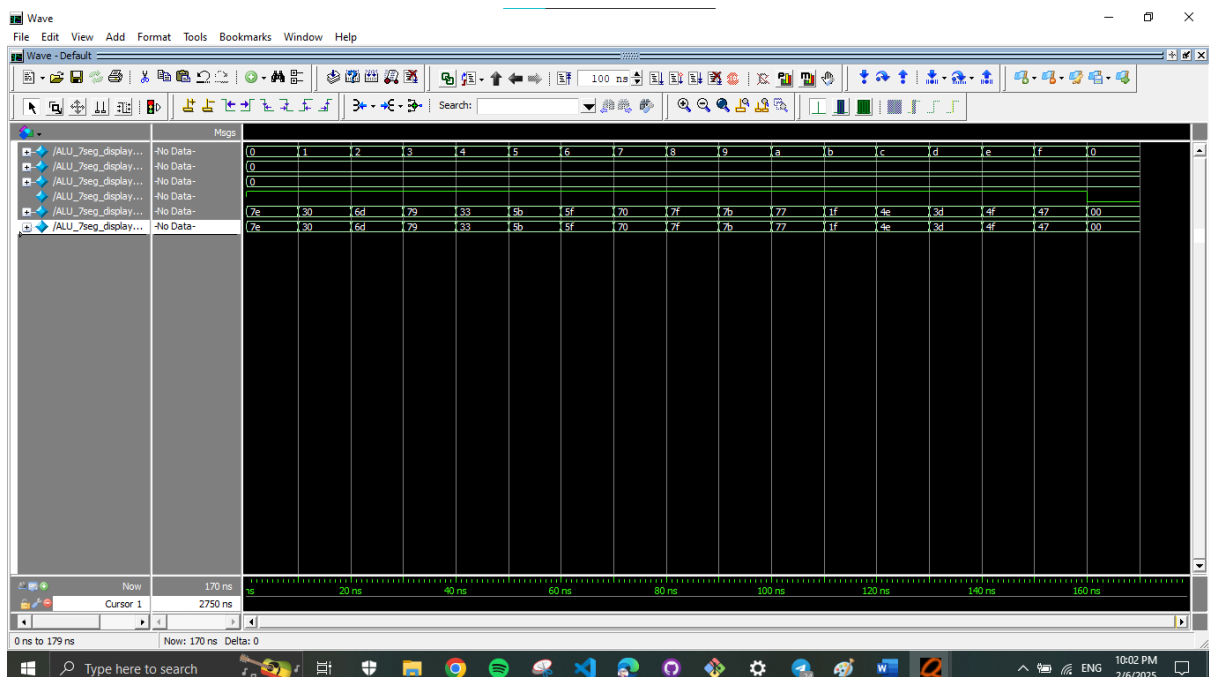 Wave
File Edit View Add Format Tools Bookmarks Window Help
Wave - Default
100 ns
Search:
Msgs
/ALU_7seg_display... -No Data- 0 1 2 3 4 5 6 7 8 9 a b c d e f 0
/ALU_7seg_display... -No Data- 0
/ALU_7seg_display... -No Data- 0
/ALU_7seg_display... -No Data-
/ALU_7seg_display... -No Data- 7e 30 6d 79 33 5b 5f 70 7f 7b 77 1f 4e 3d 4f 47 00
/ALU_7seg_display... -No Data- 7e 30 6d 79 33 5b 5f 70 7f 7b 77 1f 4e 3d 4f 47 00
Now 170 ns ns 20 ns 40 ns 60 ns 80 ns 100 ns 120 ns 140 ns 160 ns
Cursor 1 2750 ns
0 ns to 179 ns Now: 170 ns Delta: 0
Type here to search ENG 10:02 PM
2/6/2025